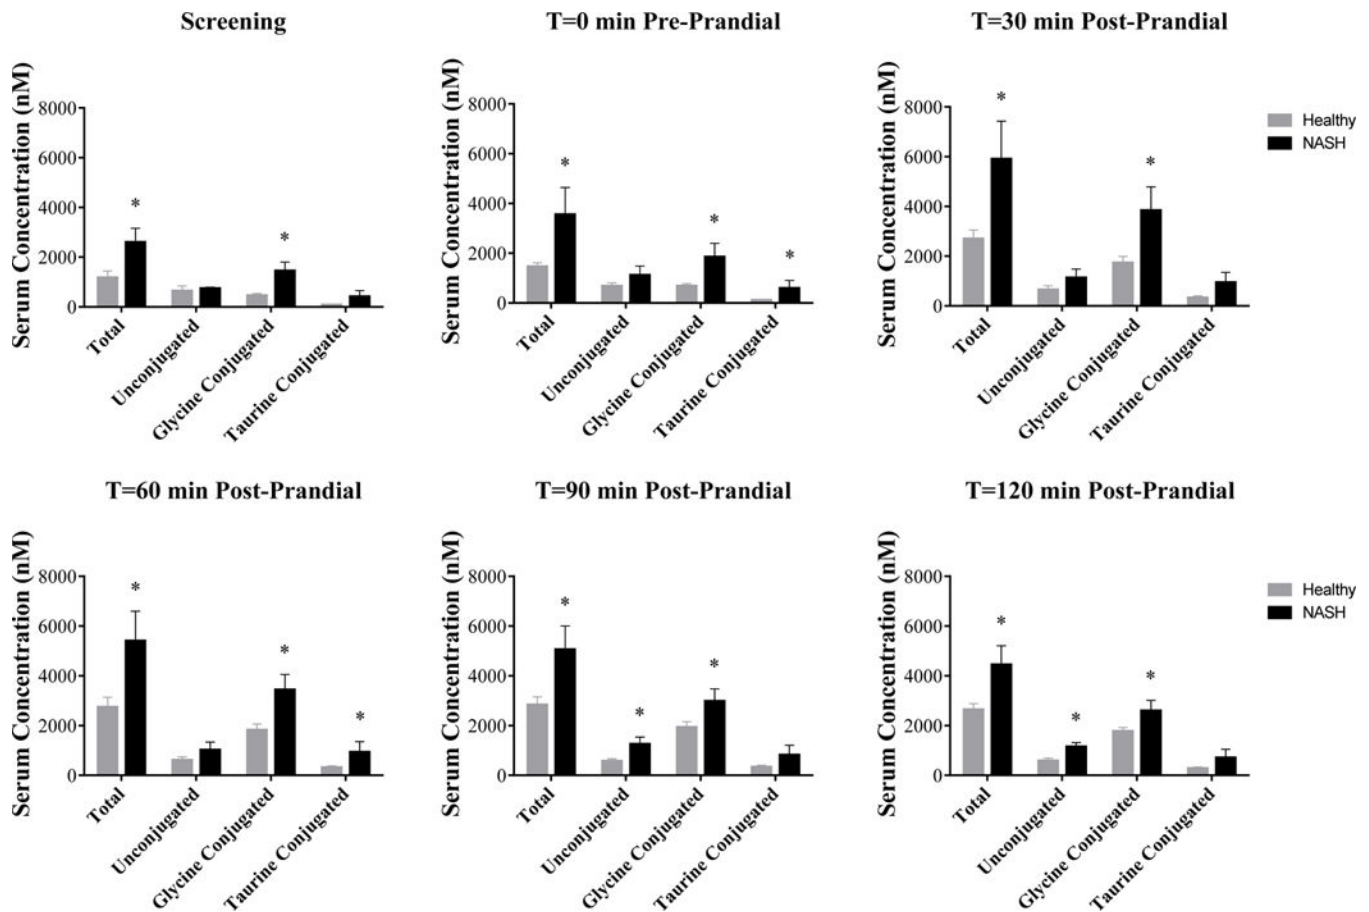 Screening
Serum Concentration (nM)
8000
6000
4000
2000
0
*
*
Total
Unconjugated
Glycine Conjugated
Taurine Conjugated
T=0 min Pre-Prandial
Serum Concentration (nM)
8000
6000
4000
2000
0
*
*
*
Total
Unconjugated
Glycine Conjugated
Taurine Conjugated
T=30 min Post-Prandial
Serum Concentration (nM)
8000
6000
4000
2000
0
*
*
Total
Unconjugated
Glycine Conjugated
Taurine Conjugated
Healthy
NASH
T=60 min Post-Prandial
Serum Concentration (nM)
8000
6000
4000
2000
0
*
*
*
Total
Unconjugated
Glycine Conjugated
Taurine Conjugated
T=90 min Post-Prandial
Serum Concentration (nM)
8000
6000
4000
2000
0
*
*
*
Total
Unconjugated
Glycine Conjugated
Taurine Conjugated
T=120 min Post-Prandial
Serum Concentration (nM)
8000
6000
4000
2000
0
*
*
*
Total
Unconjugated
Glycine Conjugated
Taurine Conjugated
Healthy
NASH